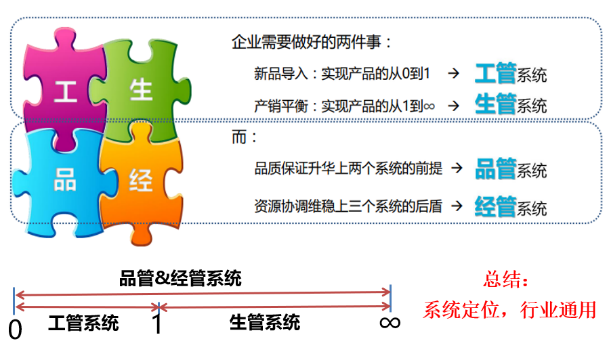 工
生
品
经
企业需要做好的两件事：
新品导入：实现产品的从0到1 → 工管系统
产销平衡：实现产品的从1到∞ → 生管系统
而：
品质保证升华上两个系统的前提 → 品管系统
资源协调维稳上三个系统的后盾 → 经管系统
品管&经管系统
0 工管系统 1 生管系统 ∞
总结：
系统定位，行业通用